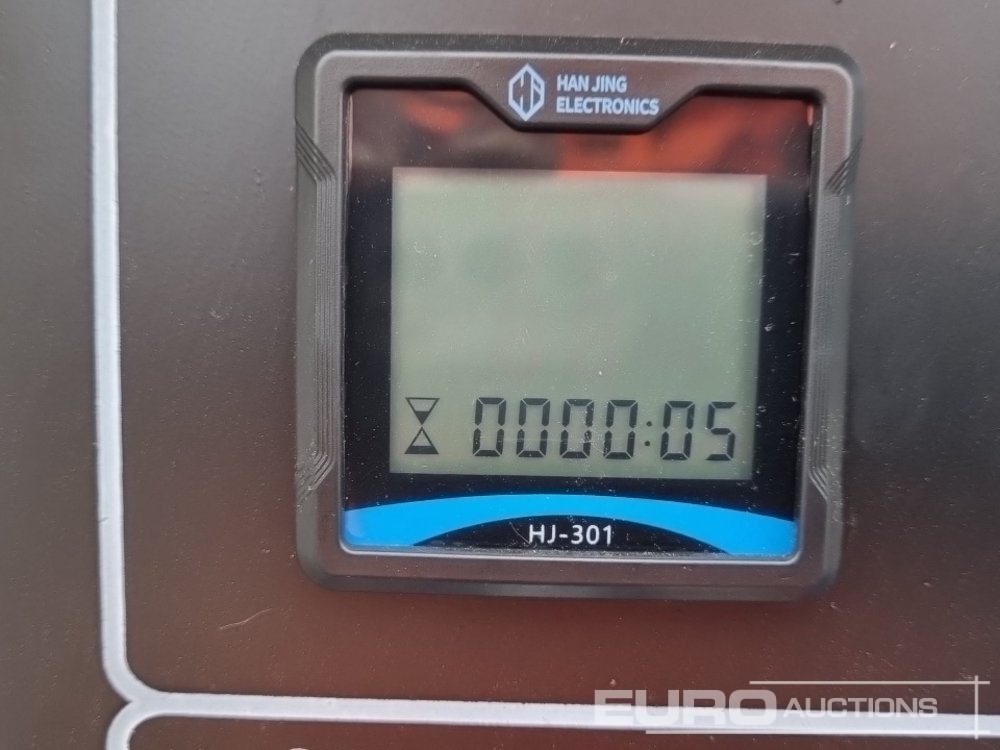 HAN JING
ELECTRONICS
0000:05
HJ-301
EURO AUCTIONS